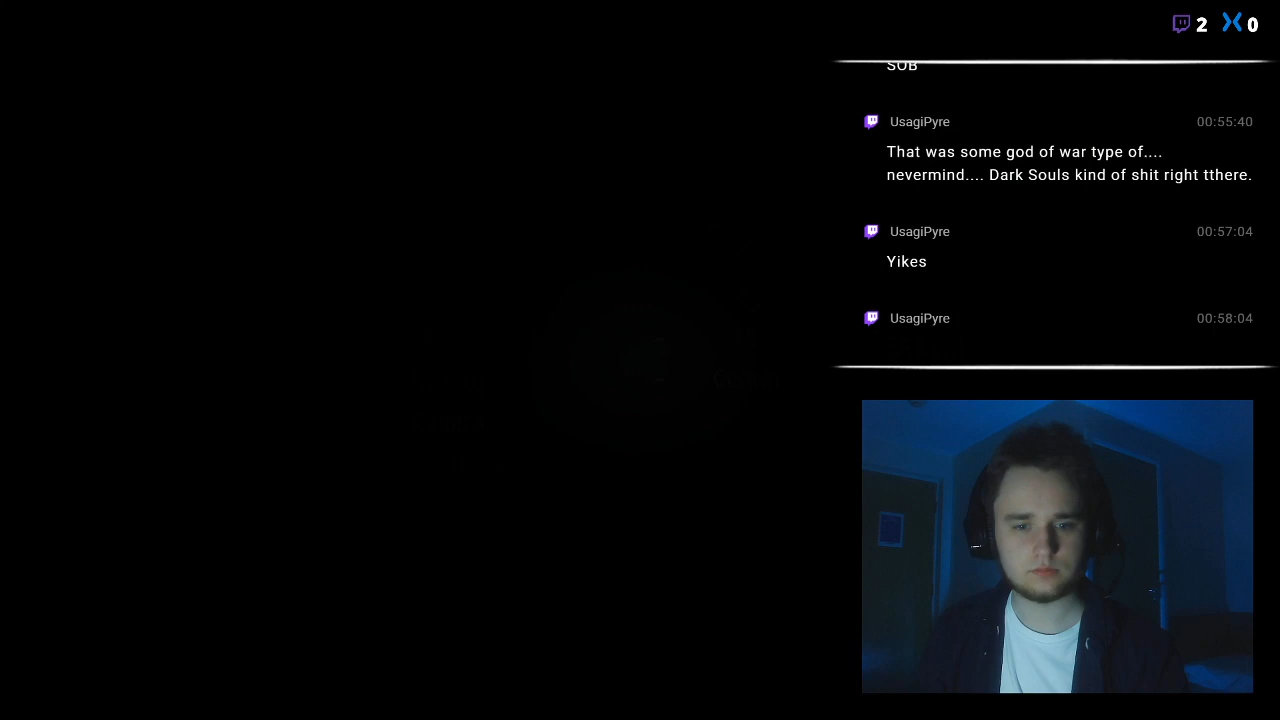 2 0
SOB
UsagiPyre 00:55:40
That was some god of war type of....
nevermind.... Dark Souls kind of shit right tthere.
UsagiPyre 00:57:04
Yikes
UsagiPyre 00:58:04